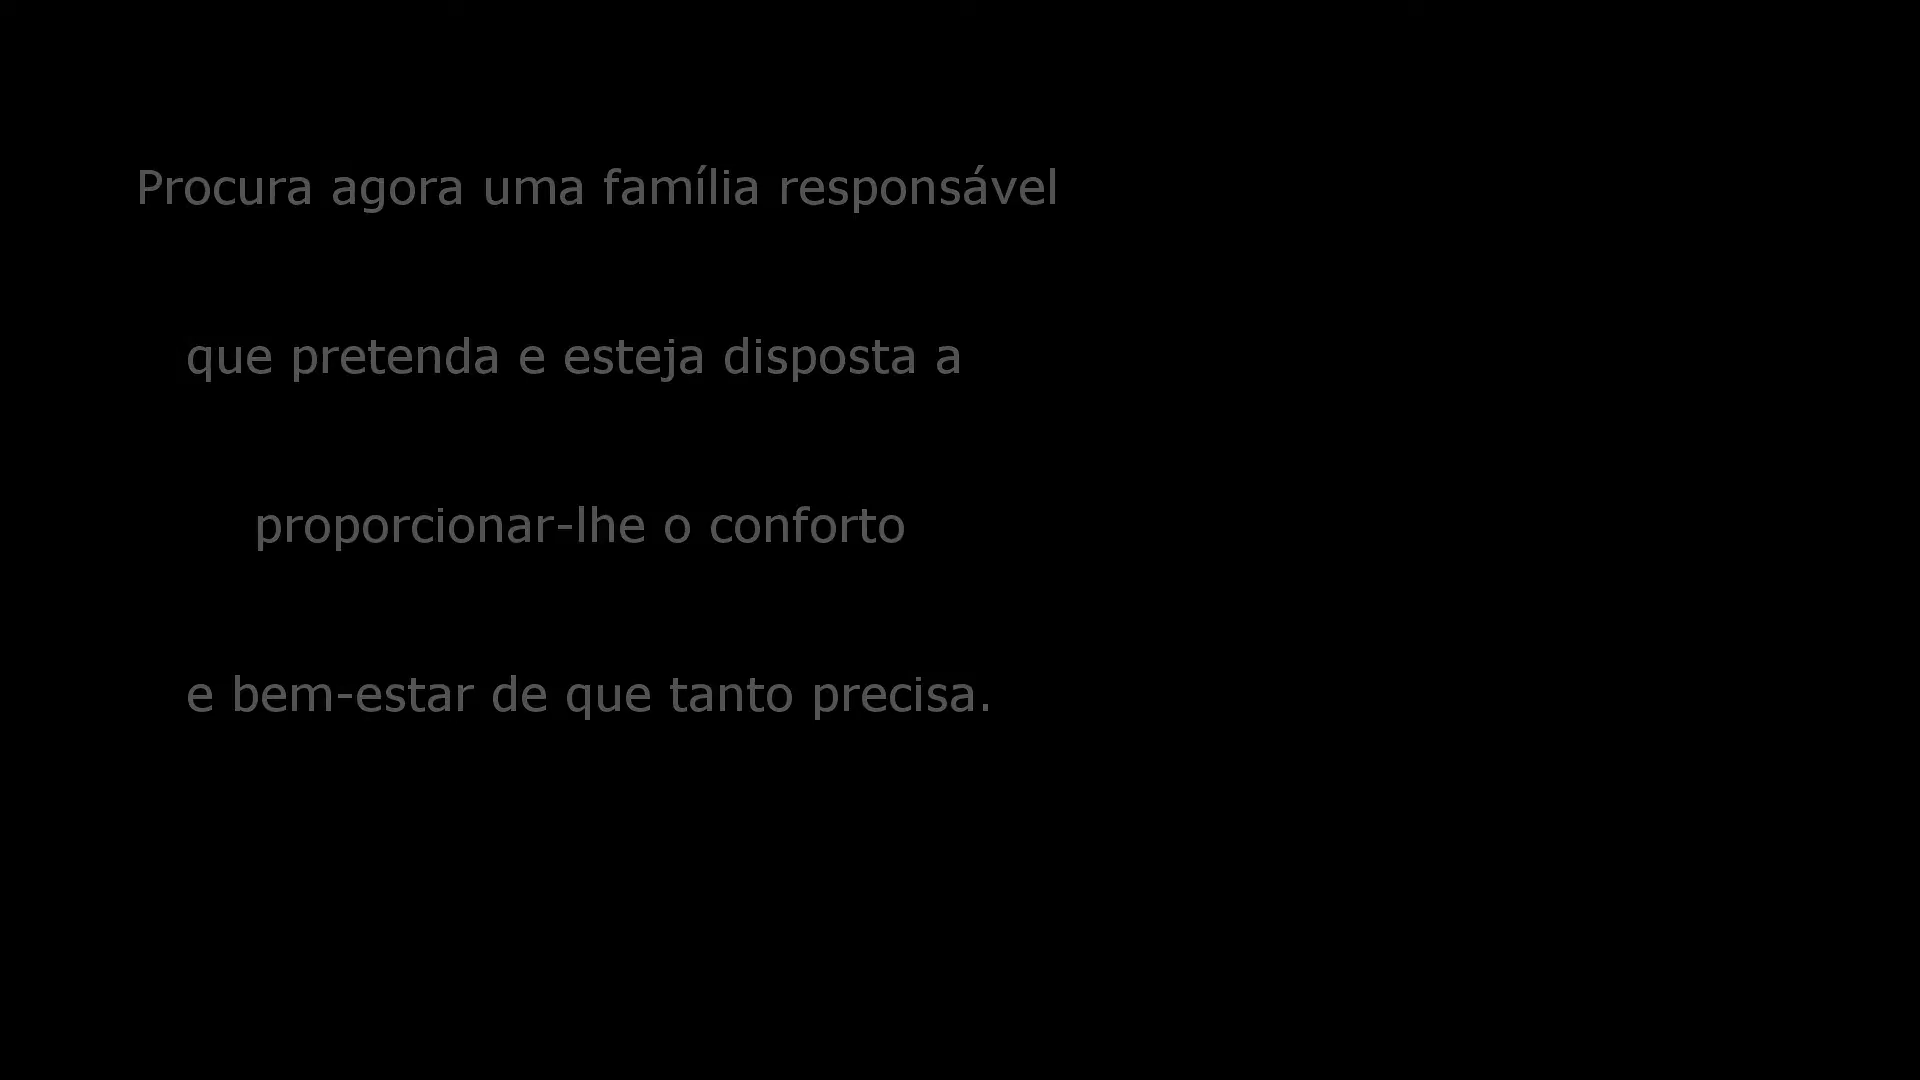 Procura agora uma família responsável
que pretenda e esteja disposta a
proporcionar-lhe o conforto
e bem-estar de que tanto precisa.